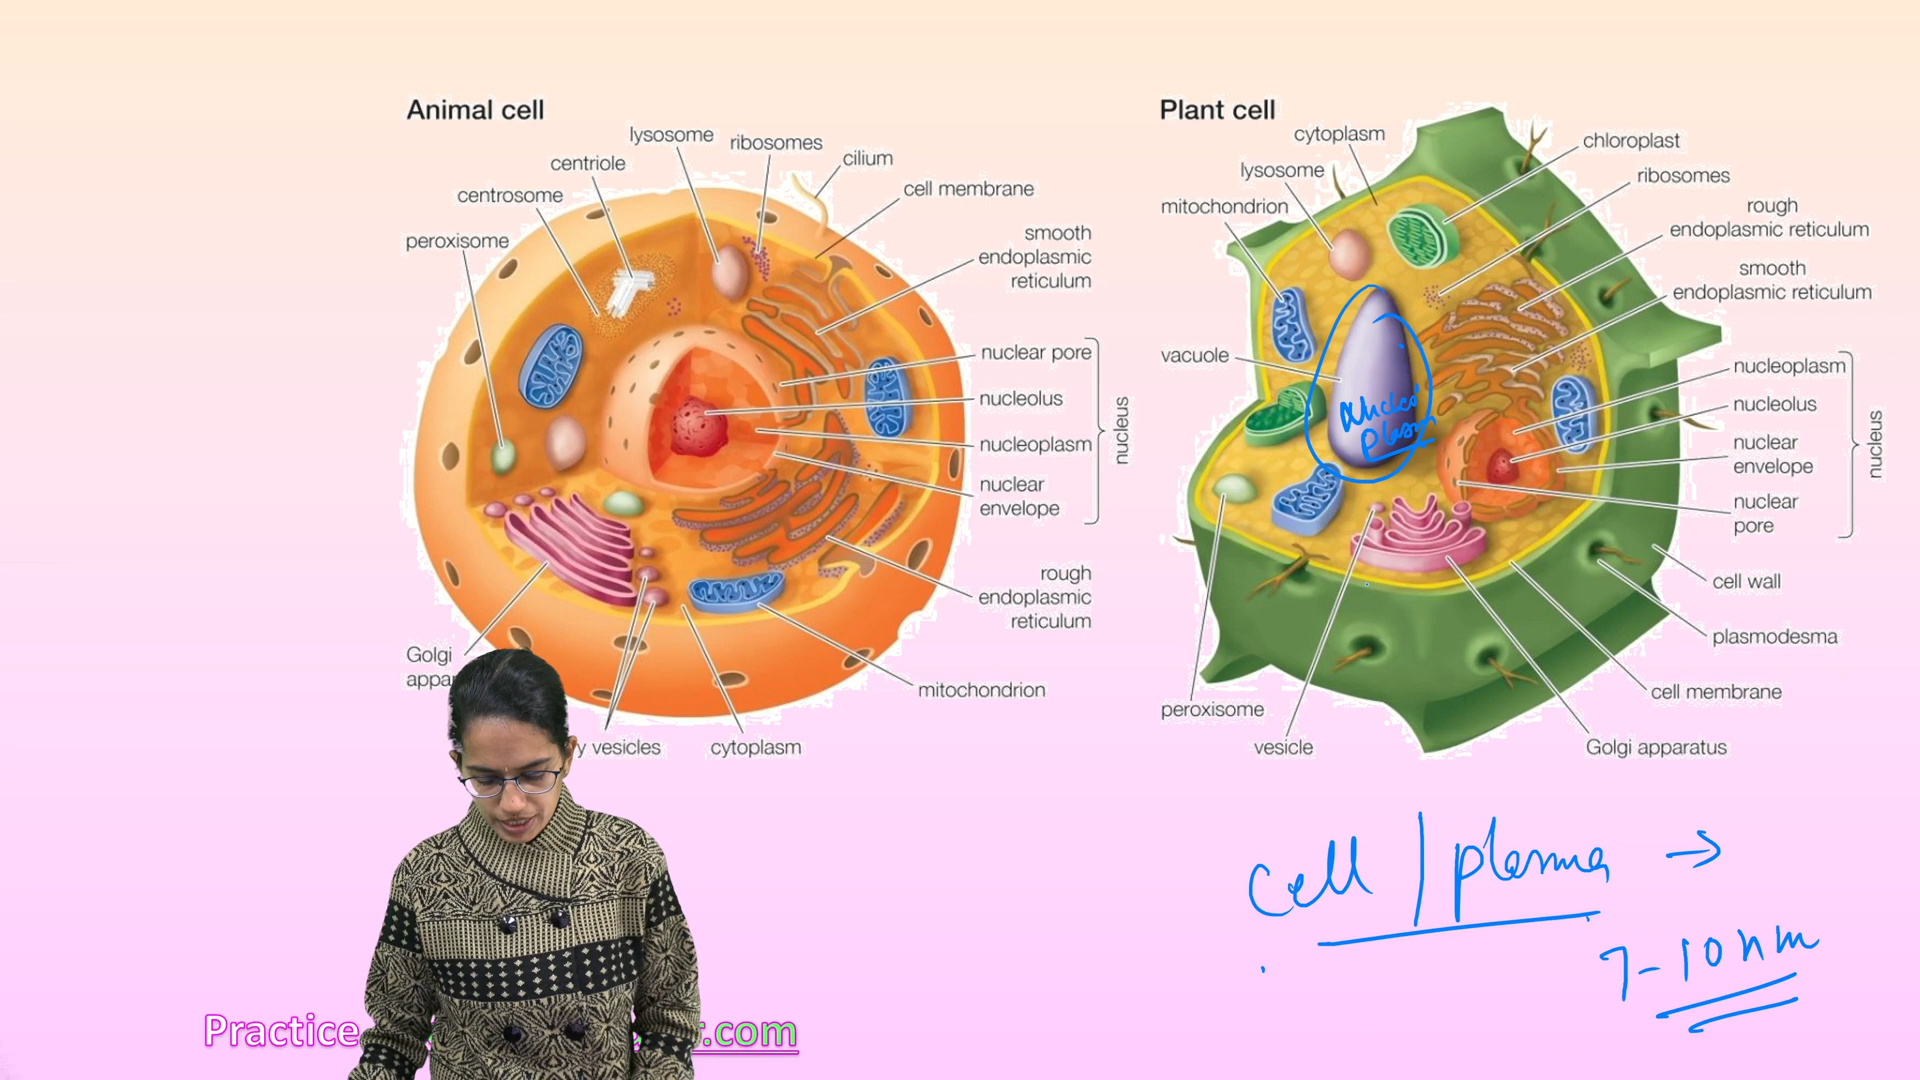 Animal cell
lysosome
ribosomes
centriole
cilium
centrosome
cell membrane
peroxisome
smooth
endoplasmic
reticulum
nuclear pore
nucleolus
nucleoplasm
nuclear
envelope
nucleus
rough
endoplasmic
reticulum
Golgi
appa
mitochondrion
y vesicles
cytoplasm
Plant cell
cytoplasm
chloroplast
lysosome
ribosomes
mitochondrion
rough
endoplasmic reticulum
smooth
endoplasmic reticulum
vacuole
nucleoplasm
nucleolus
nuclear
envelope
nuclear
pore
nucleus
plasm
cell wall
plasmodesma
cell membrane
peroxisome
vesicle
Golgi apparatus
cell / plasma →
7-10nm
Practice
.com